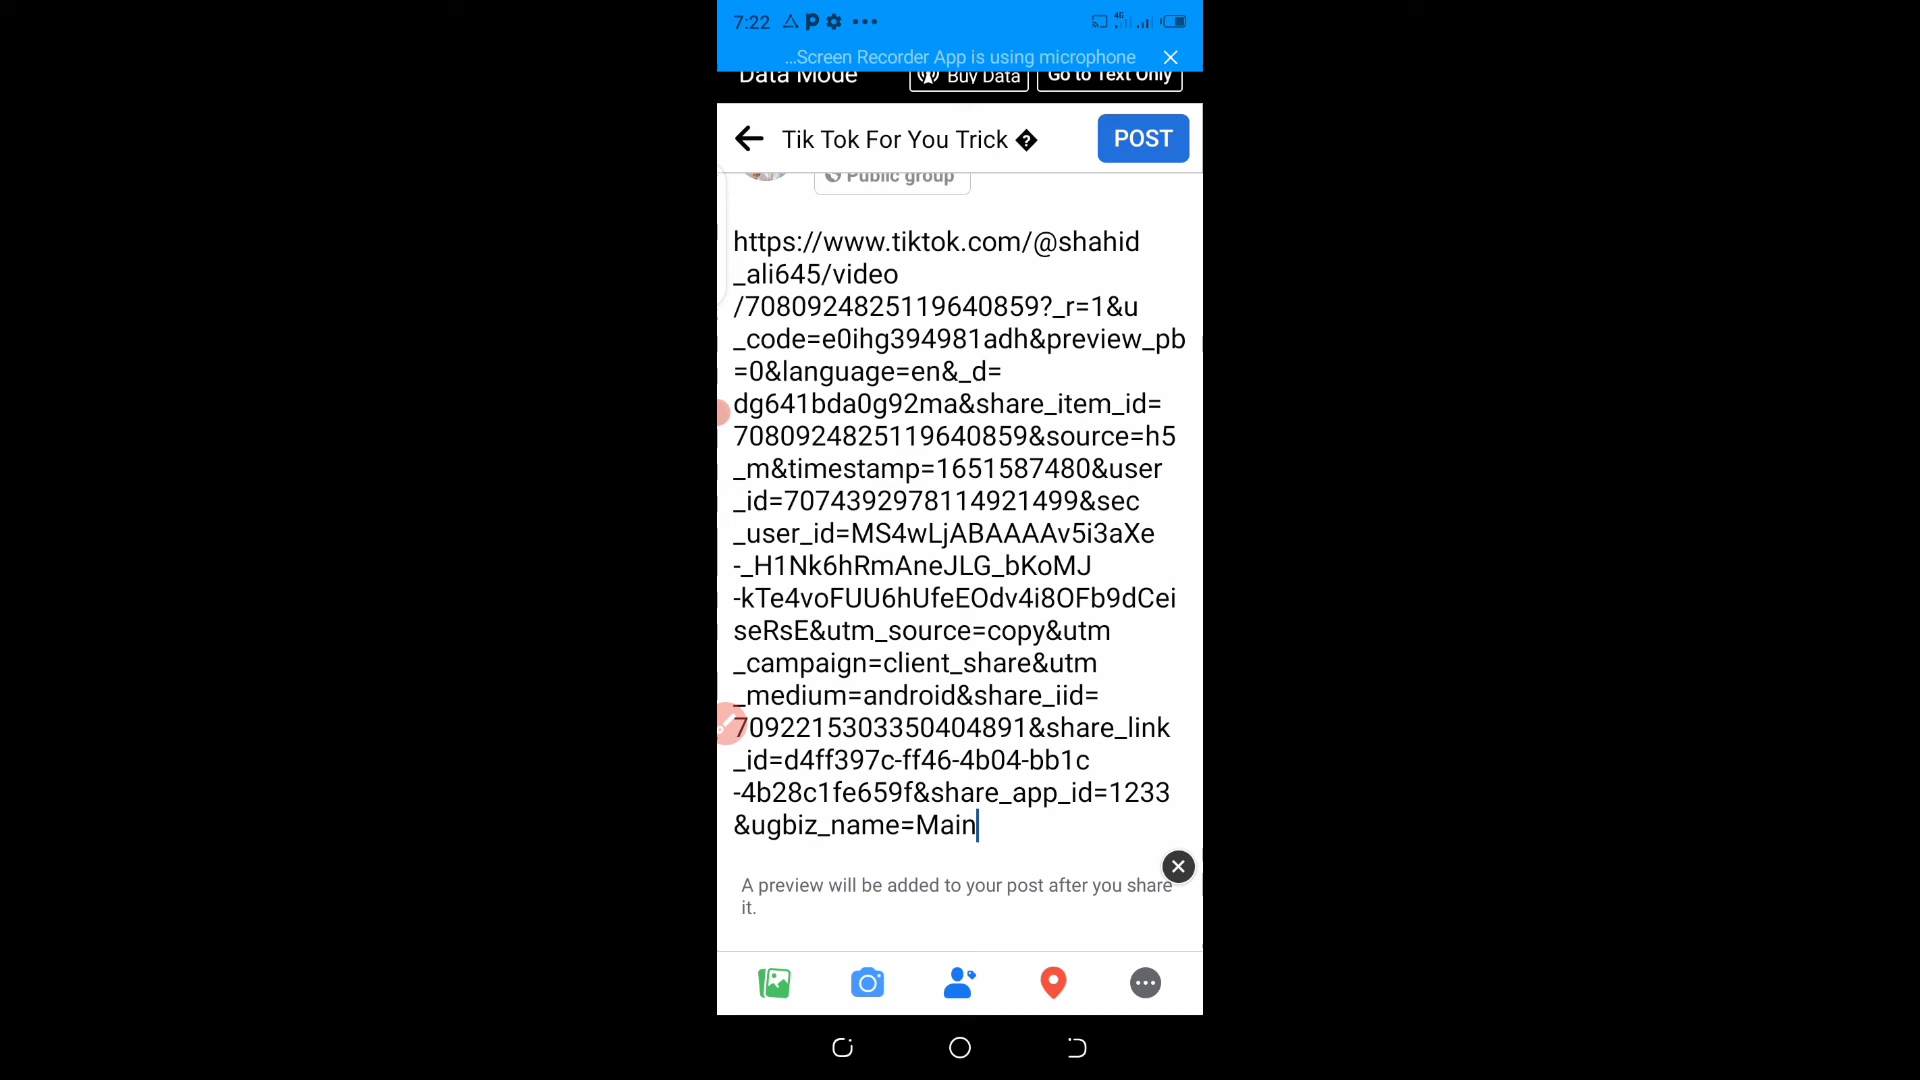 7:22
4G
...Screen Recorder App is using microphone
Data Mode Buy Data Go to Text Only
Tik Tok For You Trick POST
Public group
https://www.tiktok.com/@shahid
_ali645/video
/7080924825119640859?_r=1&u
_code=e0ihg394981adh&preview_pb
=0&language=en&_d=
dg641bda0g92ma&share_item_id=
7080924825119640859&source=h5
_m&timestamp=1651587480&user
_id=7074392978114921499&sec
_user_id=MS4wLjABAAAAv5i3aXe
-_H1Nk6hRmAneJLG_bKoMJ
-kTe4voFUU6hUfeEOdv4i8OFb9dCei
seRsE&utm_source=copy&utm
_campaign=client_share&utm
_medium=android&share_iid=
7092215303350404891&share_link
_id=d4ff397c-ff46-4b04-bb1c
-4b28c1fe659f&share_app_id=1233
&ugbiz_name=Main
A preview will be added to your post after you share
it.